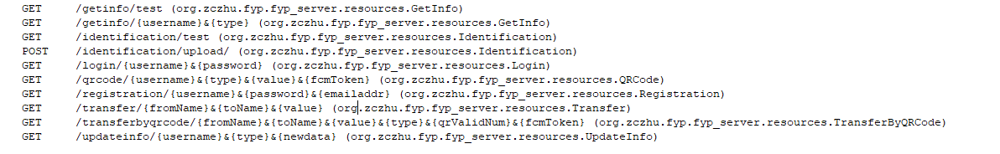 GET /getinfo/test (org.zczhu.fyp.fyp_server.resources.GetInfo)
GET /getinfo/{username}&{type} (org.zczhu.fyp.fyp_server.resources.GetInfo)
GET /identification/test (org.zczhu.fyp.fyp_server.resources.Identification)
POST /identification/upload/ (org.zczhu.fyp.fyp_server.resources.Identification)
GET /login/{username}&{password} (org.zczhu.fyp.fyp_server.resources.Login)
GET /qrcode/{username}&{type}&{value}&{fcmToken} (org.zczhu.fyp.fyp_server.resources.QRCode)
GET /registration/{username}&{password}&{emailaddr} (org.zczhu.fyp.fyp_server.resources.Registration)
GET /transfer/{fromName}&{toName}&{value} (org.zczhu.fyp.fyp_server.resources.Transfer)
GET /transferbyqrcode/{fromName}&{toName}&{value}&{type}&{qrValidNum}&{fcmToken} (org.zczhu.fyp.fyp_server.resources.TransferByQRCode)
GET /updateinfo/{username}&{type}&{newdata} (org.zczhu.fyp.fyp_server.resources.UpdateInfo)